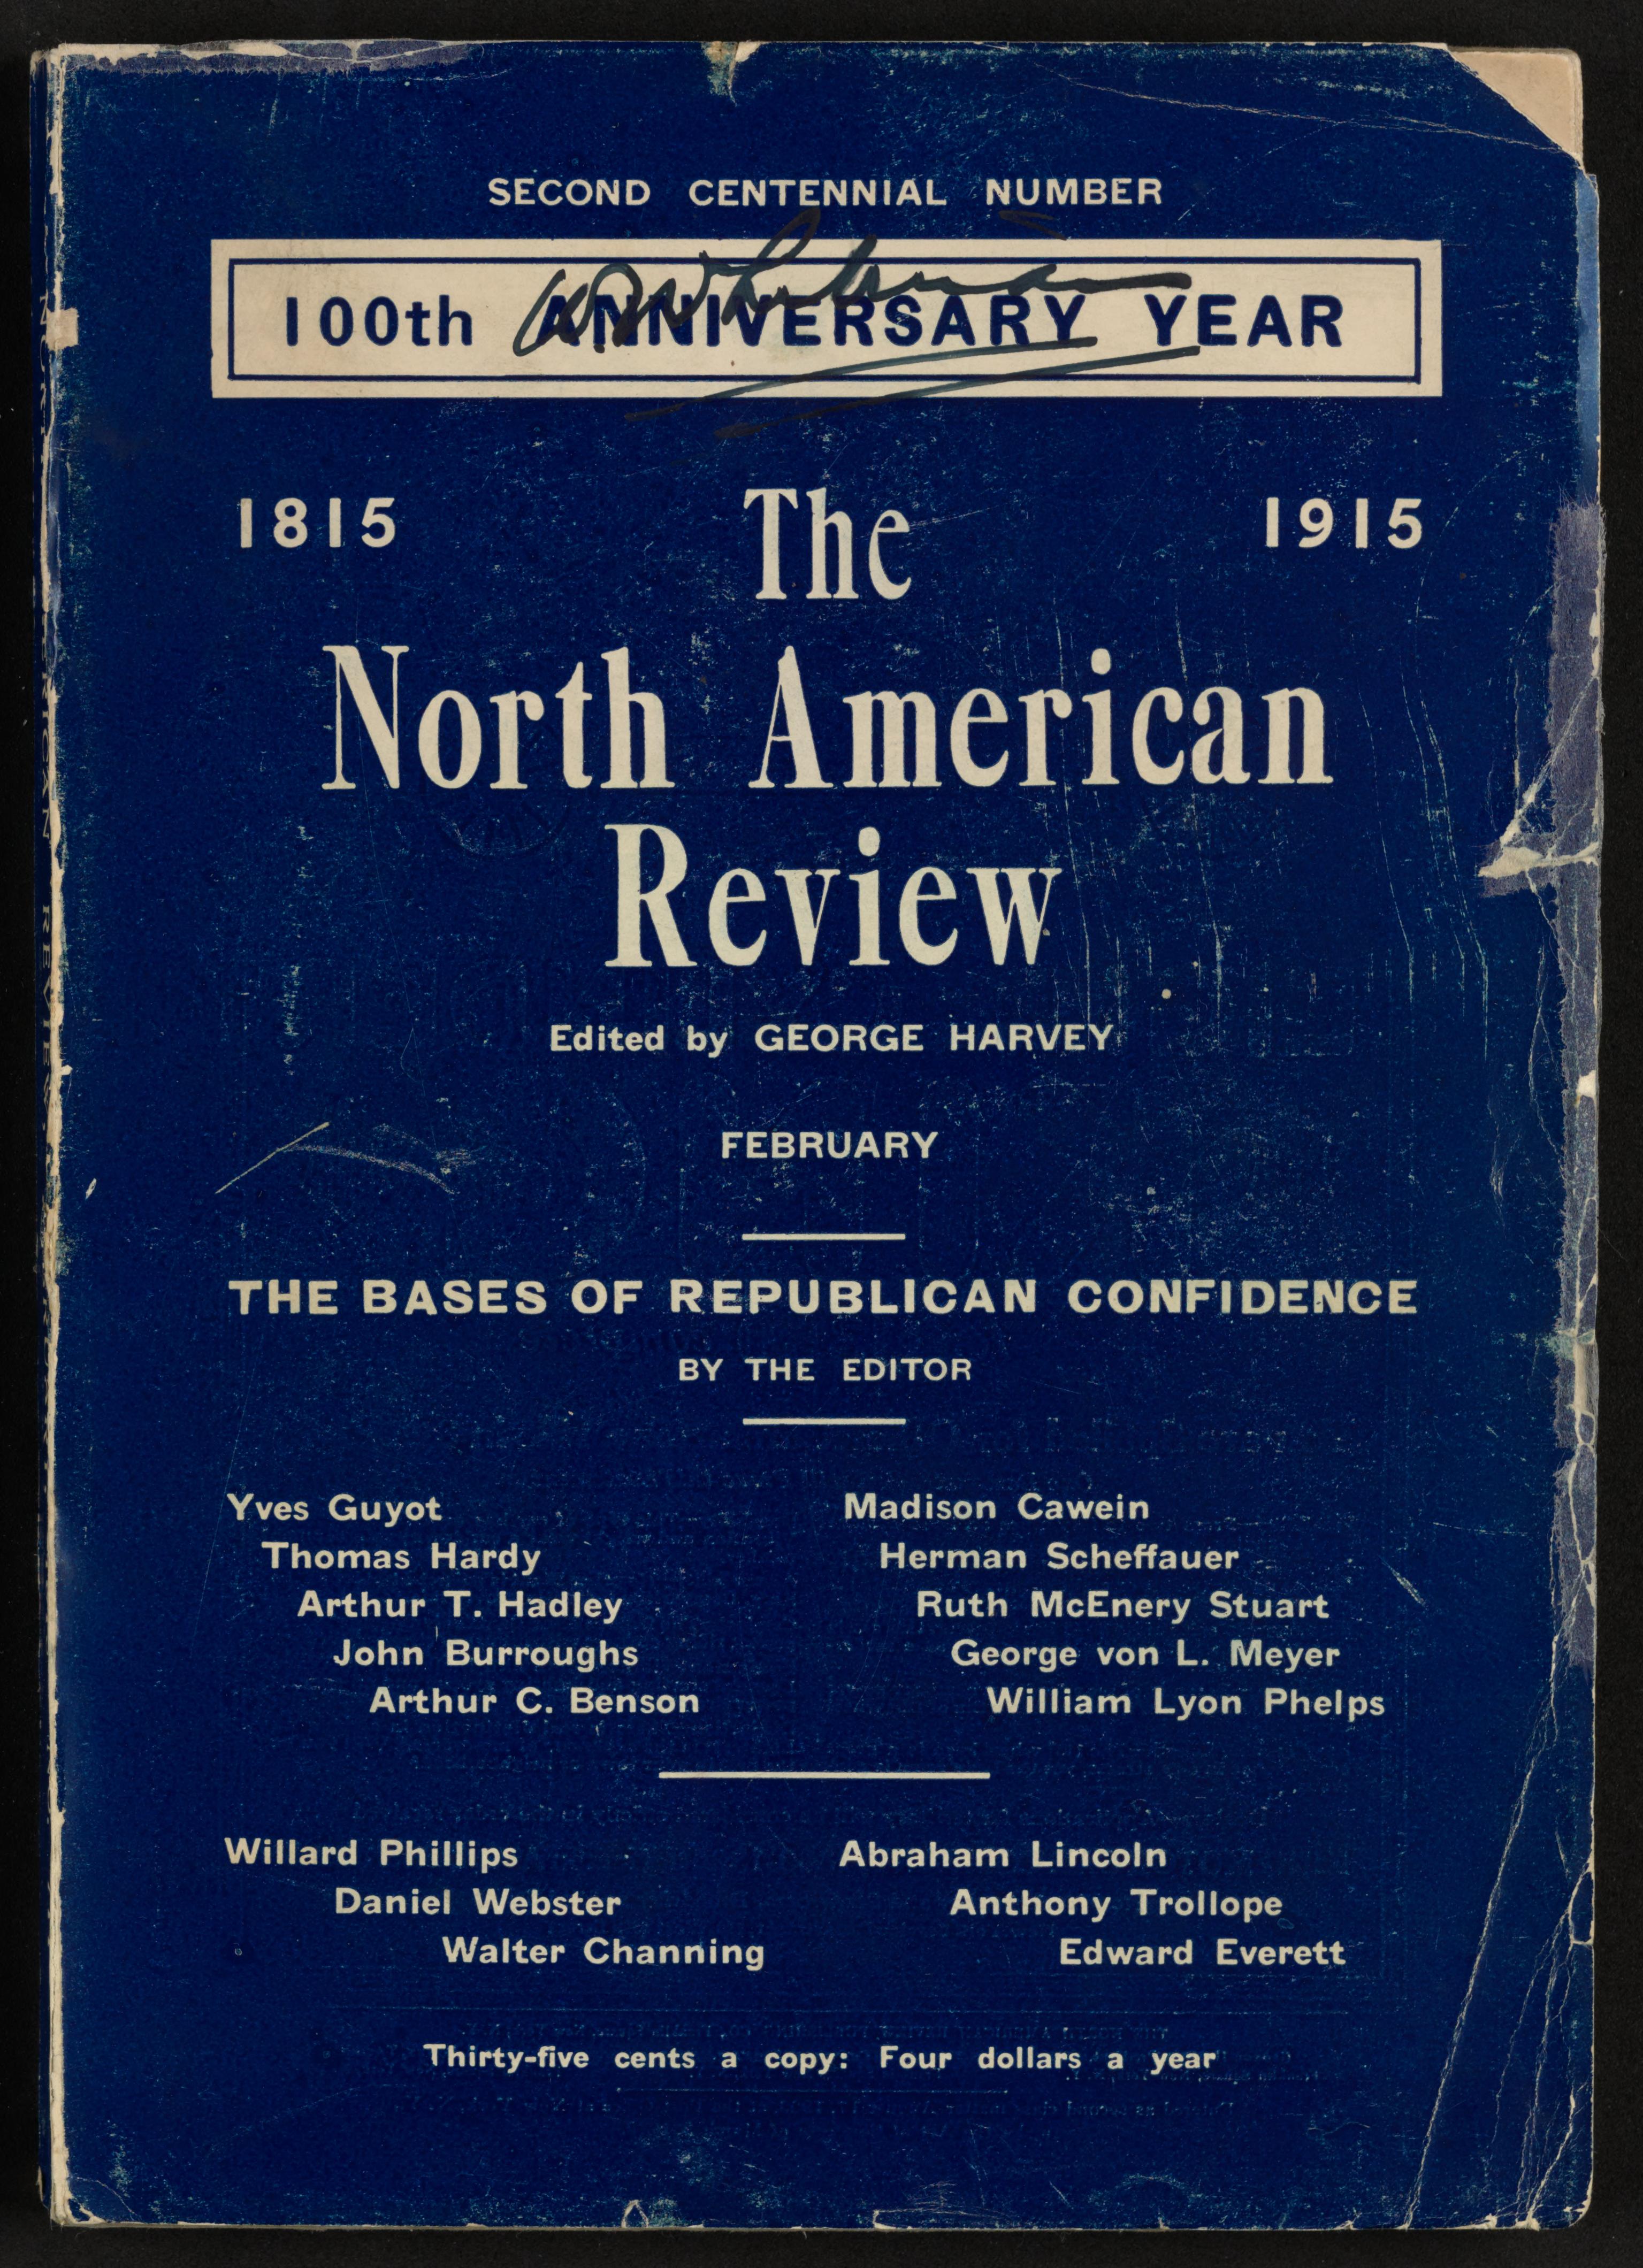 SECOND CENTENNIAL NUMBER
100th ANNIVERSARY YEAR
1815 The 1915
North American
Review
Edited by GEORGE HARVEY
FEBRUARY
THE BASES OF REPUBLICAN CONFIDENCE
BY THE EDITOR
Yves Guyot
Thomas Hardy
Arthur T. Hadley
John Burroughs
Arthur C. Benson
Madison Cawein
Herman Scheffauer
Ruth McEnery Stuart
George von L. Meyer
William Lyon Phelps
Willard Phillips
Daniel Webster
Walter Channing
Abraham Lincoln
Anthony Trollope
Edward Everett
Thirty-five cents a copy: Four dollars a year